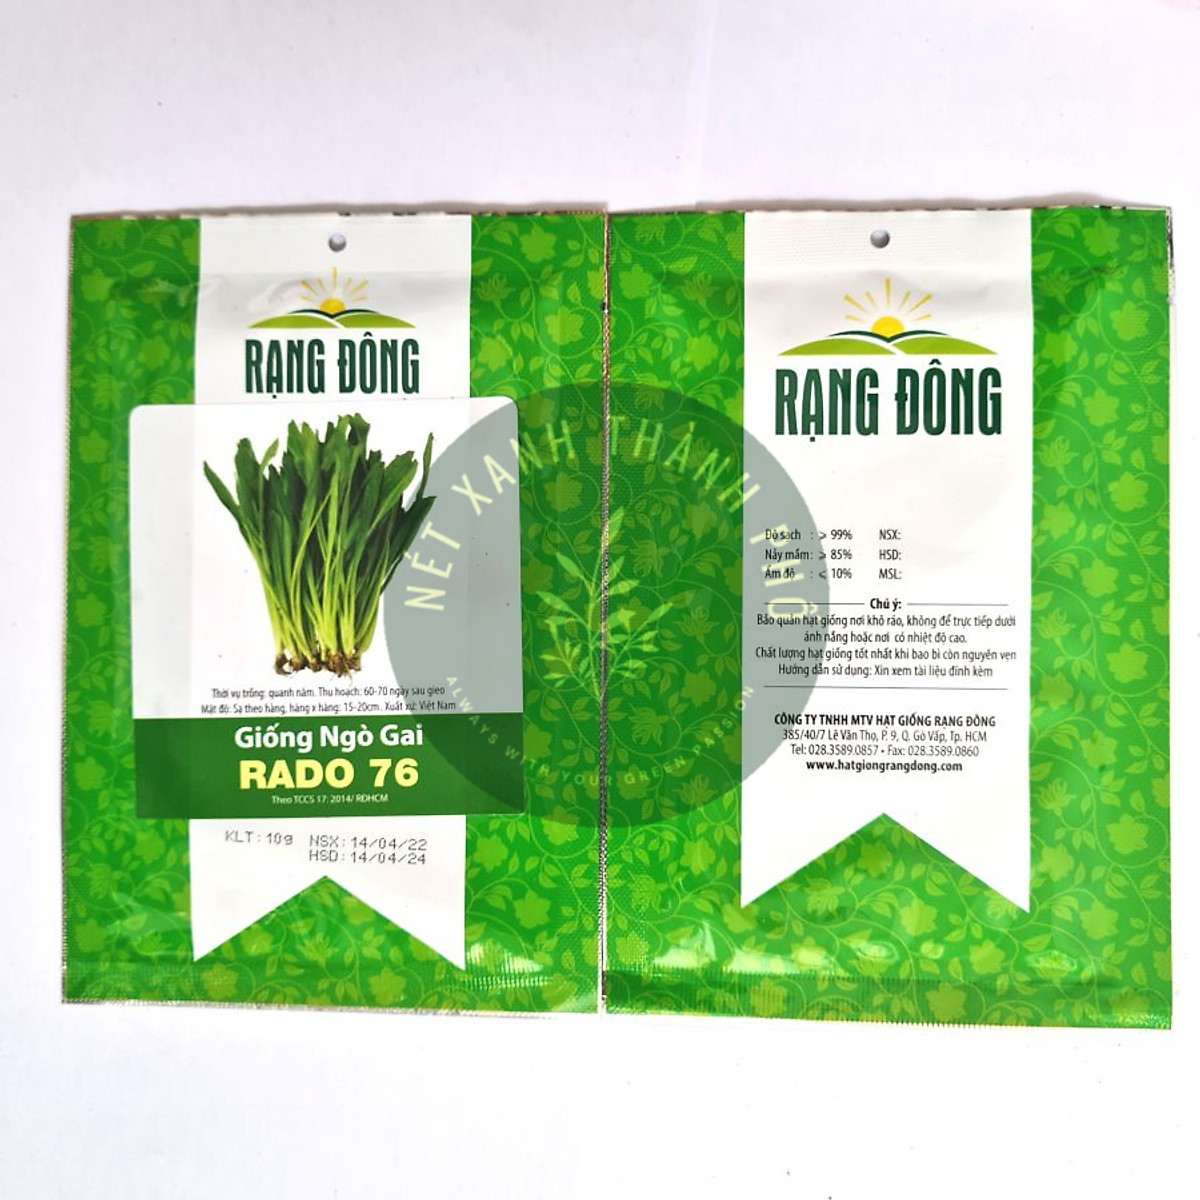 RẠNG ĐÔNG
Thời vụ trồng: quanh năm. Thu hoạch: 60-70 ngày sau gieo
Mật độ: Sạ theo hàng, hàng x hàng: 15-20cm. Xuất xứ: Việt Nam
Giống Ngò Gai
RADO 76
Theo TCCS 17: 2014/ RĐHCM
KLT: 10g NSX: 14/04/22
HSD: 14/04/24
NÉT XANH THÀNH PHỐ
ALWAYS WITH YOUR GREEN PASSION
RẠNG ĐÔNG
Độ sạch : ⩾ 99% NSX:
Nảy mầm: ⩾ 85% HSD:
Ẩm độ : ⩽ 10% MSL:
Chú ý:
Bảo quản hạt giống nơi khô ráo, không để trực tiếp dưới
ánh nắng hoặc nơi có nhiệt độ cao.
Chất lượng hạt giống tốt nhất khi bao bì còn nguyên vẹn
Hướng dẫn sử dụng: Xin xem tài liệu đính kèm
CÔNG TY TNHH MTV HẠT GIỐNG RẠNG ĐÔNG
385/40/7 Lê Văn Thọ, P. 9, Q. Gò Vấp, Tp. HCM
Tel: 028.3589.0857 • Fax: 028.3589.0860
www.hatgiongrangdong.com